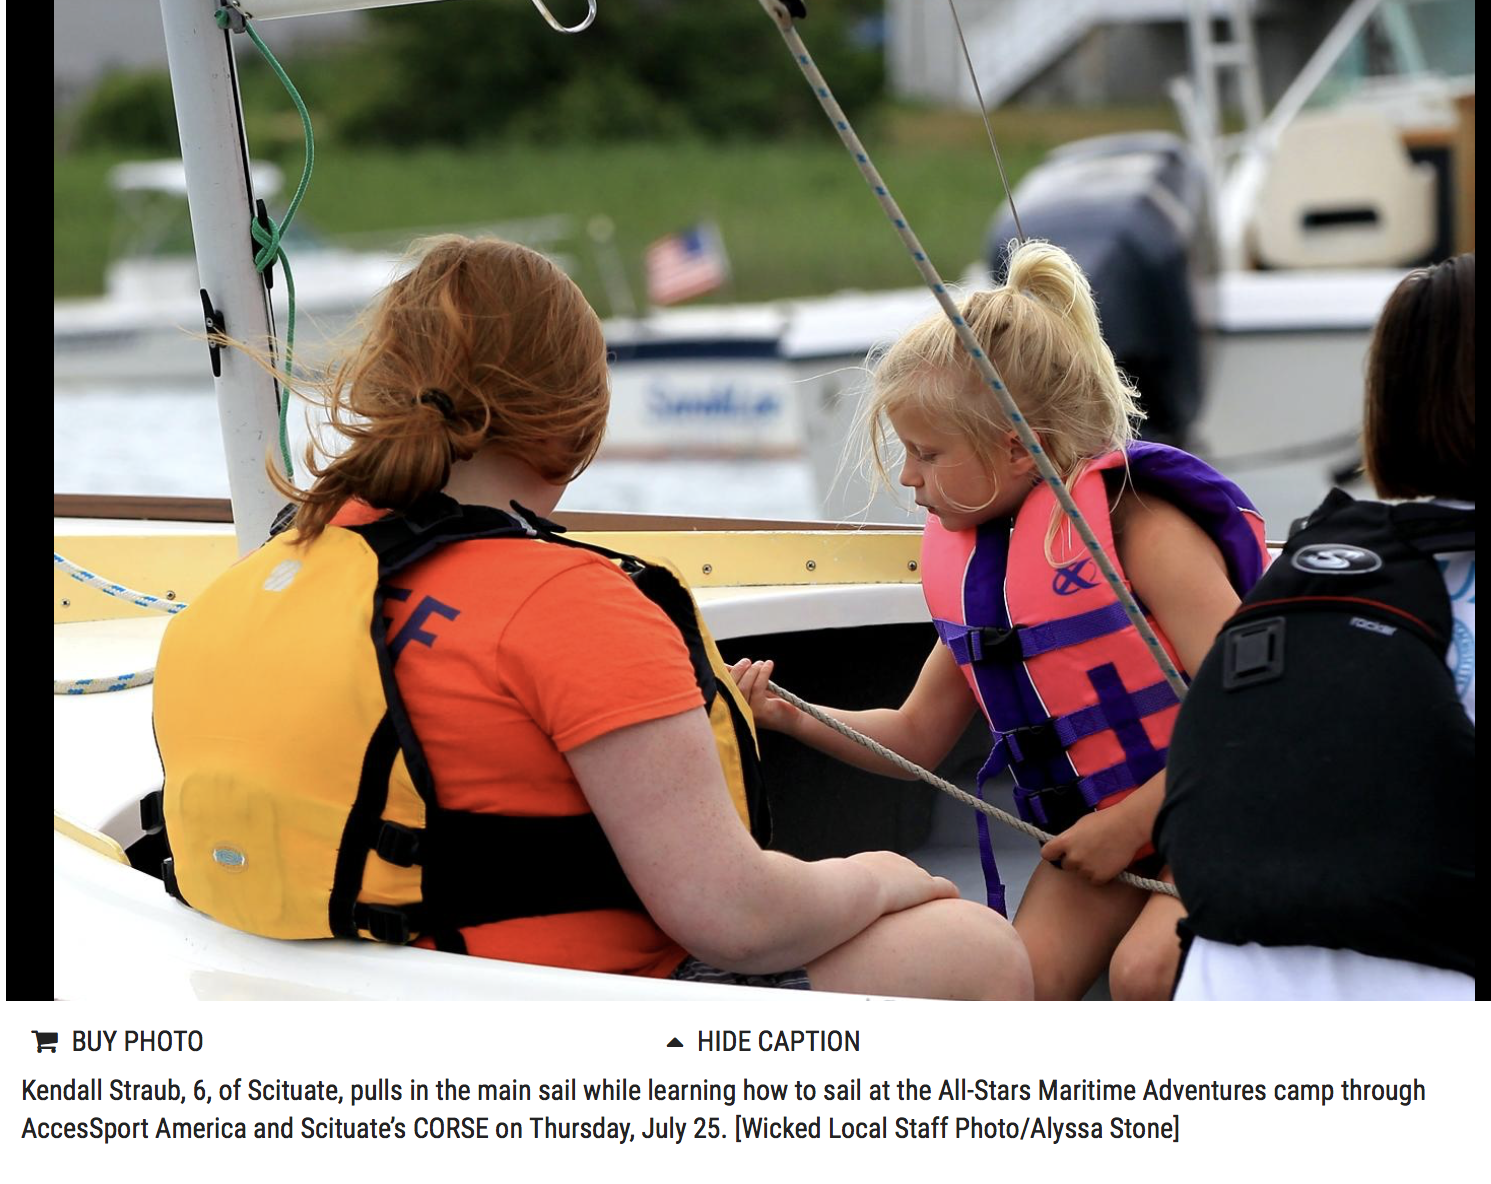 FF
BUY PHOTO
HIDE CAPTION
Kendall Straub, 6, of Scituate, pulls in the main sail while learning how to sail at the All-Stars Maritime Adventures camp through
AccesSport America and Scituate’s CORSE on Thursday, July 25. [Wicked Local Staff Photo/Alyssa Stone]